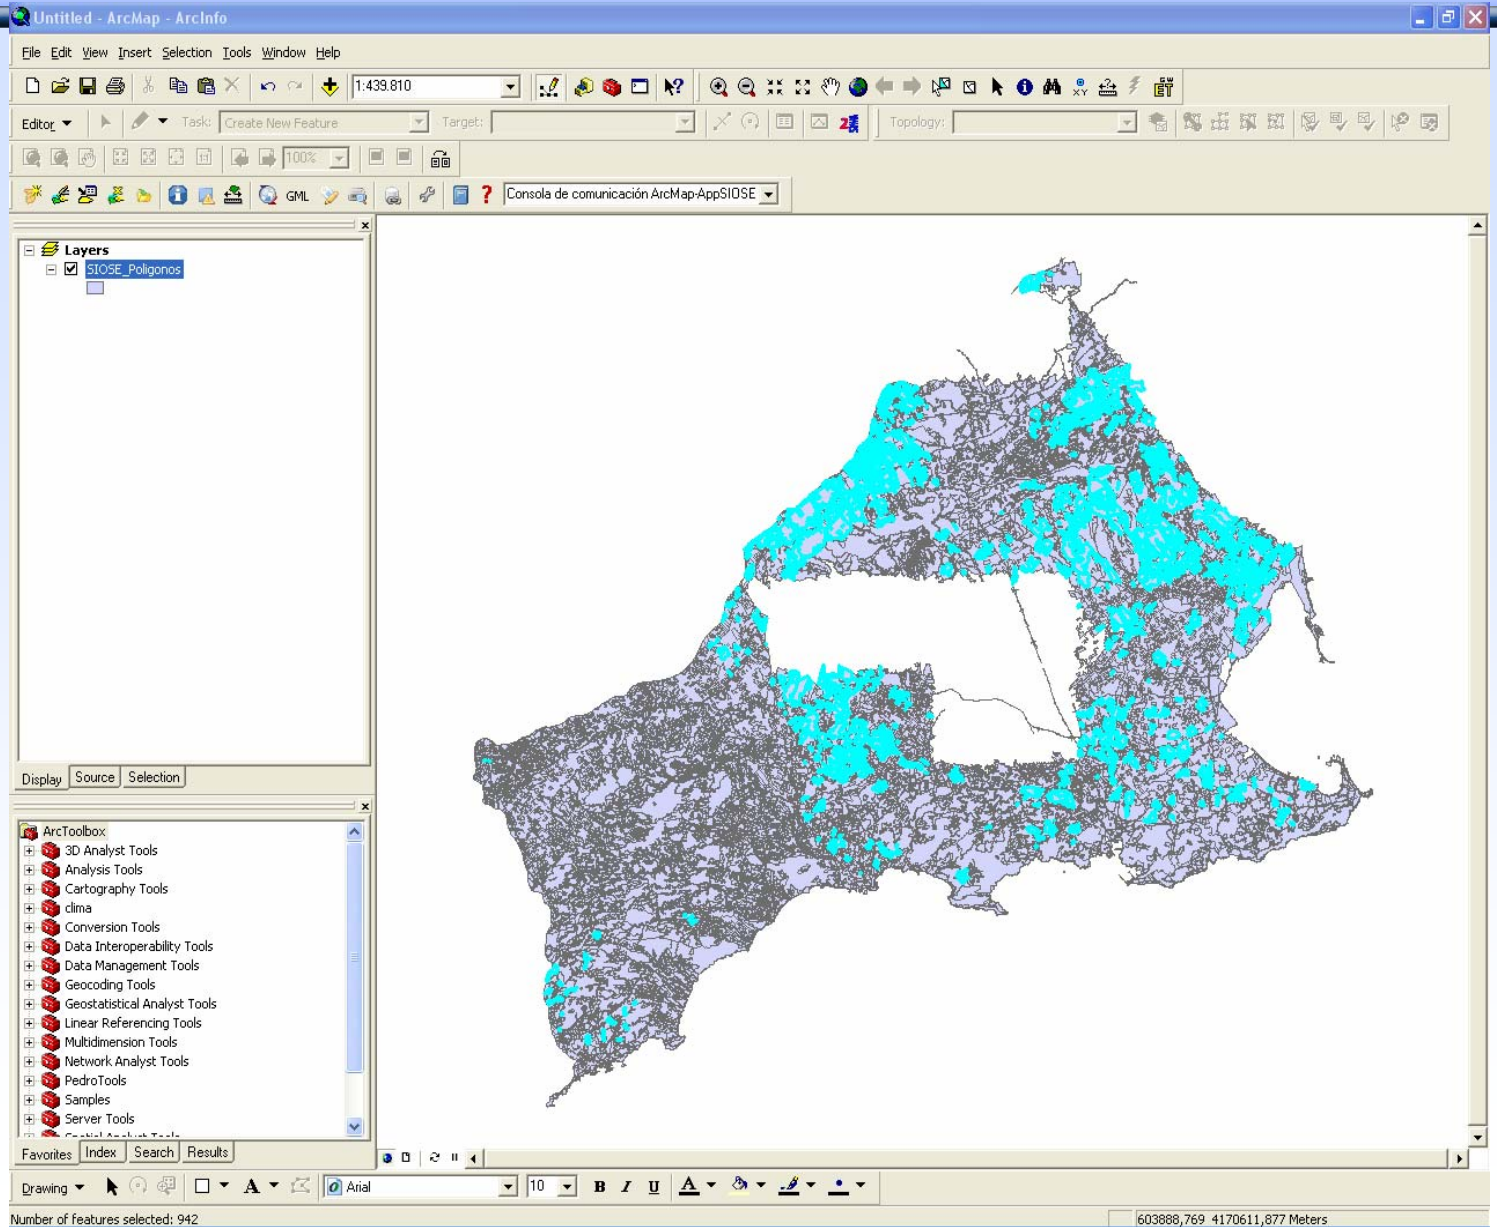 Untitled - ArcMap - ArcInfo
File Edit View Insert Selection Tools Window Help
1:439.810
Editor Task: Create New Feature Target: Topology:
100%
GML Consola de comunicación ArcMap-AppSIOSE
Layers
SIOSE_Poligonos
Display Source Selection
ArcToolbox
3D Analyst Tools
Analysis Tools
Cartography Tools
clima
Conversion Tools
Data Interoperability Tools
Data Management Tools
Geocoding Tools
Geostatistical Analyst Tools
Linear Referencing Tools
Multidimension Tools
Network Analyst Tools
PedroTools
Samples
Server Tools
Spatial Analyst Tools
Favorites Index Search Results
Drawing A Arial 10 B I U A
Number of features selected: 942
603888,769 4170611,877 Meters